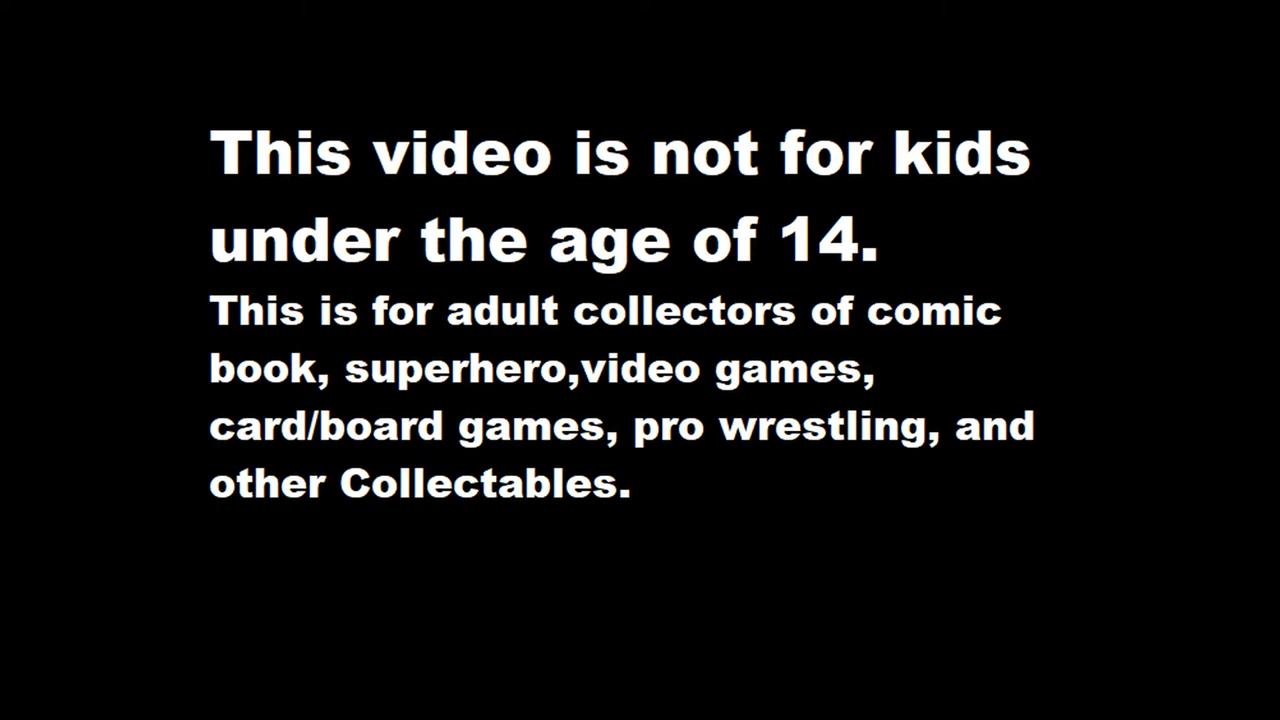 This video is not for kids
under the age of 14.
This is for adult collectors of comic
book, superhero,video games,
card/board games, pro wrestling, and
other Collectables.